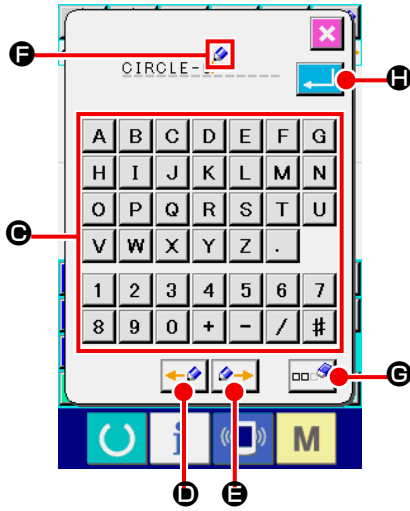 F
CIRCLE-
H
A B C D E F G
H I J K L M N
O P Q R S T U
C
V W X Y Z .
1 2 3 4 5 6 7
8 9 0 + - / #
G
i M
D E